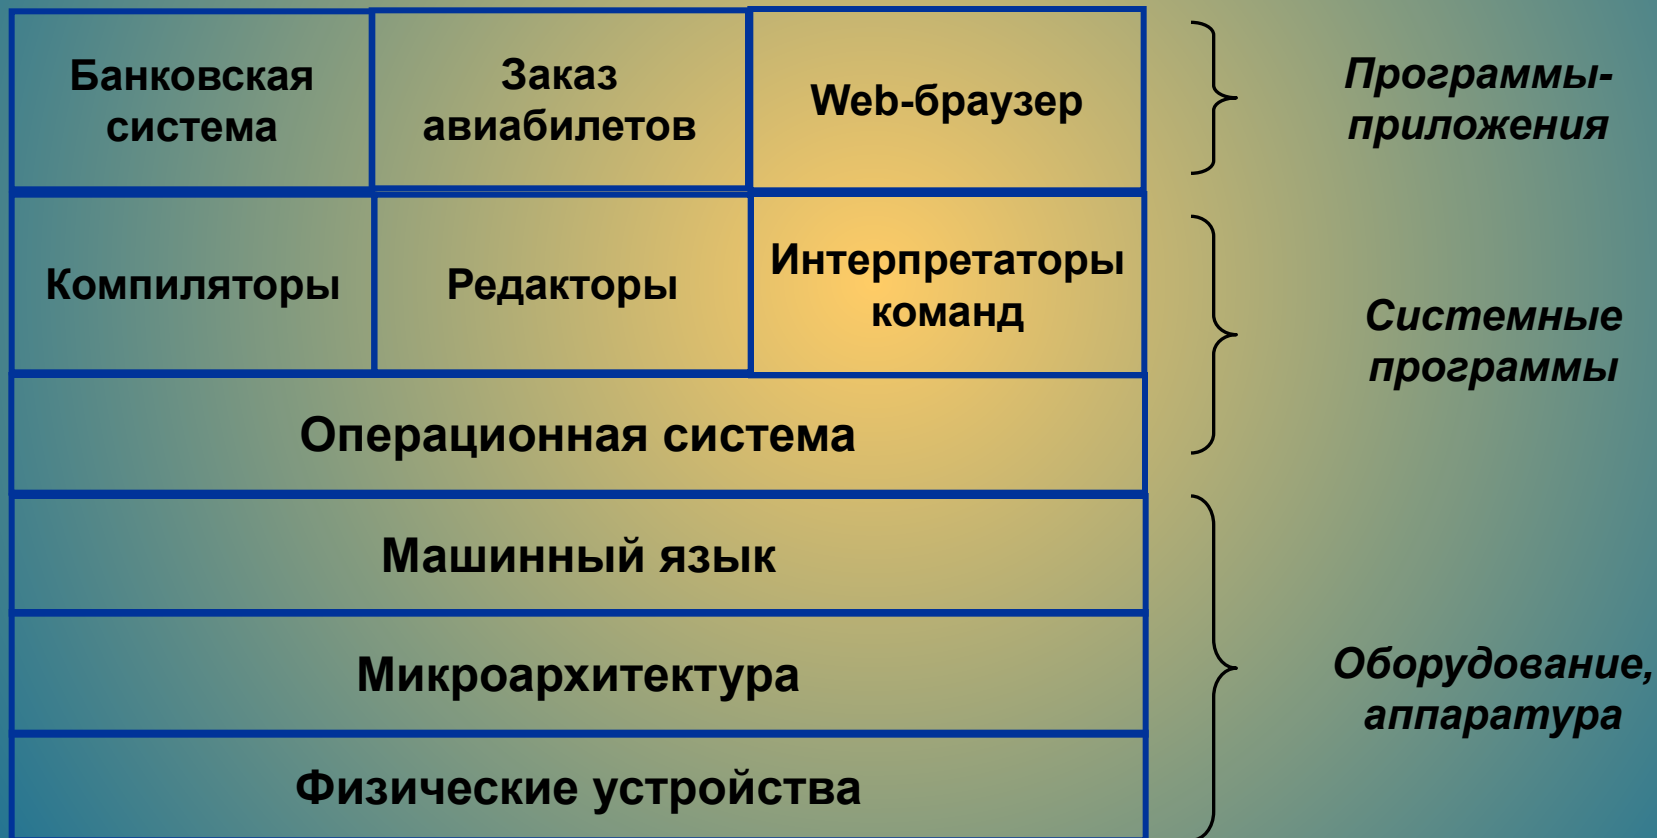 Банковская
система
Заказ
авиабилетов
Web-браузер
Программы-
приложения
Компиляторы
Редакторы
Интерпретаторы
команд
Системные
программы
Операционная система
Машинный язык
Микроархитектура
Оборудование,
аппаратура
Физические устройства